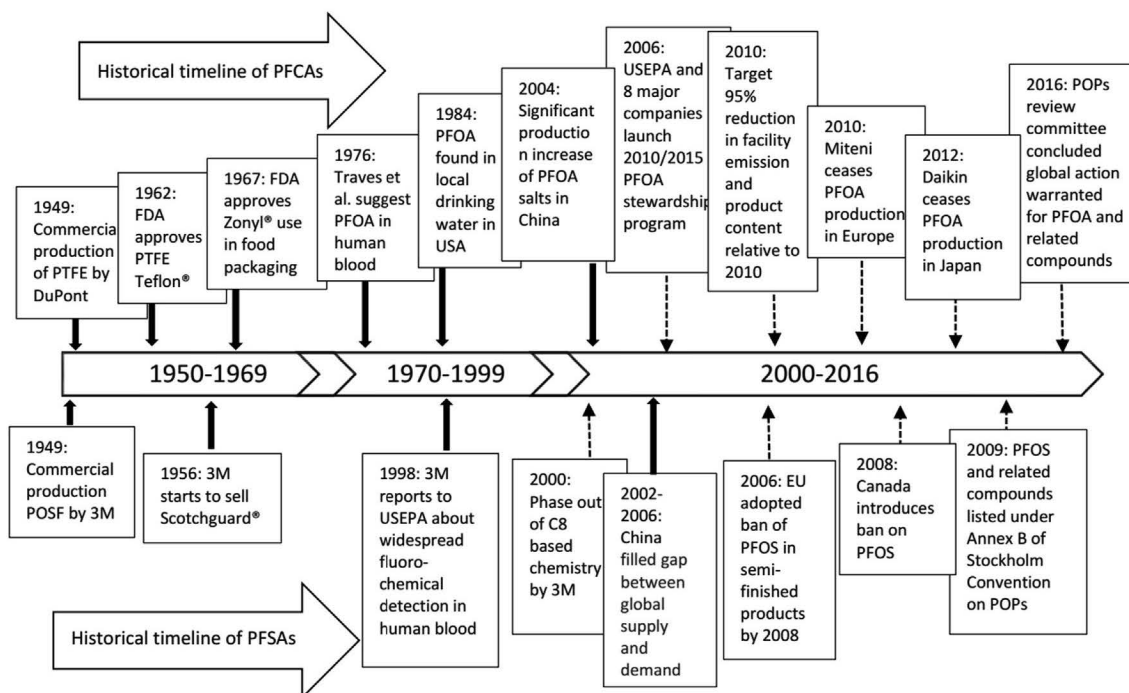 Historical timeline of PFCAs
1949:
Commercial
production
of PTFE by
DuPont
1962:
FDA
approves
PTFE
Teflon®
1967: FDA
approves
Zonyl® use
in food
packaging
1976:
Traves et
al. suggest
PFOA in
human
blood
1984:
PFOA
found in
local
drinking
water in
USA
2004:
Significant
productio
n increase
of PFOA
salts in
China
2006:
USEPA and
8 major
companies
launch
2010/2015
PFOA
stewardship
program
2010:
Target
95%
reduction
in facility
emission
and
product
content
relative to
2010
2010:
Miteni
ceases
PFOA
production
in Europe
2012:
Daikin
ceases
PFOA
production
in Japan
2016: POPs
review
committee
concluded
global action
warranted
for PFOA and
related
compounds
1950-1969
1970-1999
2000-2016
1949:
Commercial
production
POSF by 3M
1956: 3M
starts to sell
Scotchguard®
1998: 3M
reports to
USEPA about
widespread
fluoro-
chemical
detection in
human blood
2000:
Phase out
of C8
based
chemistry
by 3M
2002-
2006:
China
filled gap
between
global
supply
and
demand
2006: EU
adopted
ban of
PFOS in
semi-
finished
products
by 2008
2008:
Canada
introduces
ban on
PFOS
2009: PFOS
and related
compounds
listed under
Annex B of
Stockholm
Convention
on POPs
Historical timeline of PFSAs